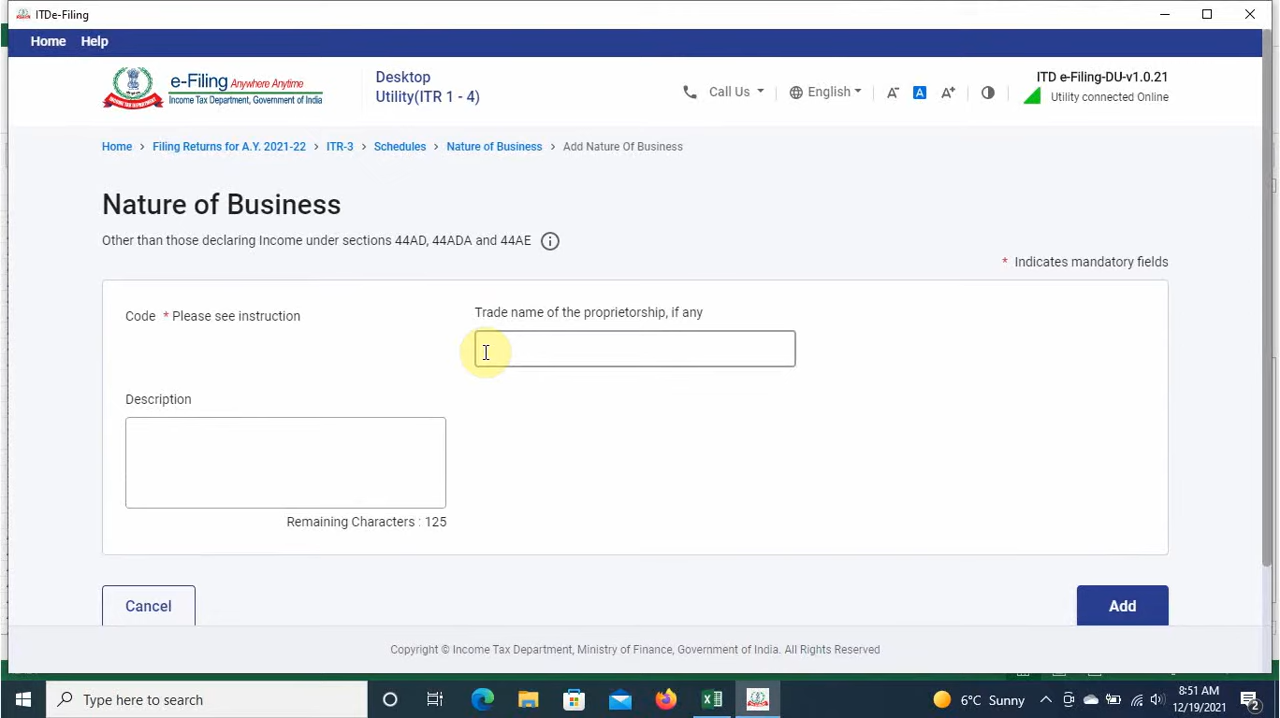 ITDe-Filing
Home Help
e-Filing Anywhere Anytime
Income Tax Department, Government of India
Desktop
Utility(ITR 1 - 4)
Call Us
English
A-
A
A+
ITD e-Filing-DU-v1.0.21
Utility connected Online
Home > Filing Returns for A.Y. 2021-22 > ITR-3 > Schedules > Nature of Business > Add Nature Of Business
Nature of Business
Other than those declaring Income under sections 44AD, 44ADA and 44AE
* Indicates mandatory fields
Code * Please see instruction
Trade name of the proprietorship, if any
Description
Remaining Characters : 125
Cancel
Add
Copyright © Income Tax Department, Ministry of Finance, Government of India. All Rights Reserved
Type here to search
6°C Sunny
8:51 AM
12/19/2021
2